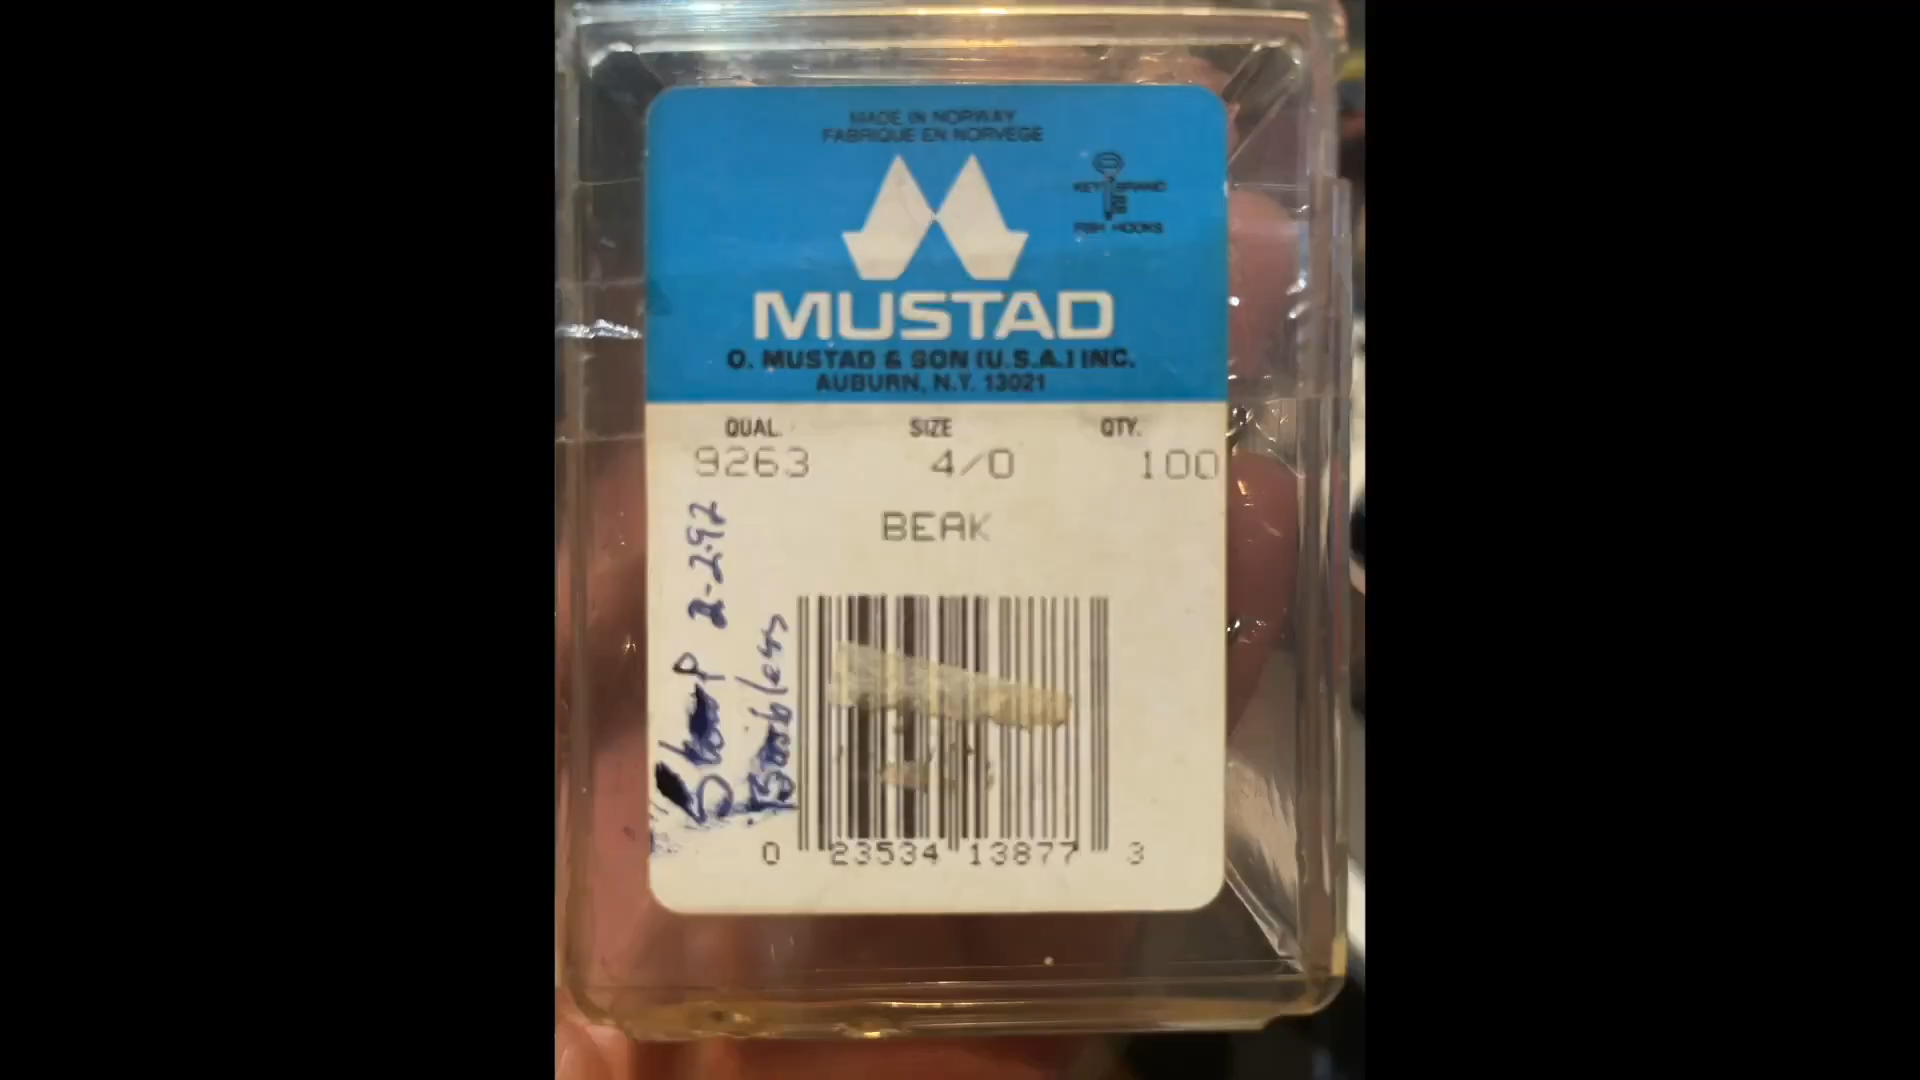 MADE IN NORWAY
FABRIQUE EN NORVEGE
KEY BRAND
FISH HOOKS
MUSTAD
O. MUSTAD & SON (U.S.A.) INC.
AUBURN, N.Y. 13021
QUAL. SIZE QTY.
9263 4/0 100
BEAK
Sharp 2-2-92
Barbless
0 23534 13877 3